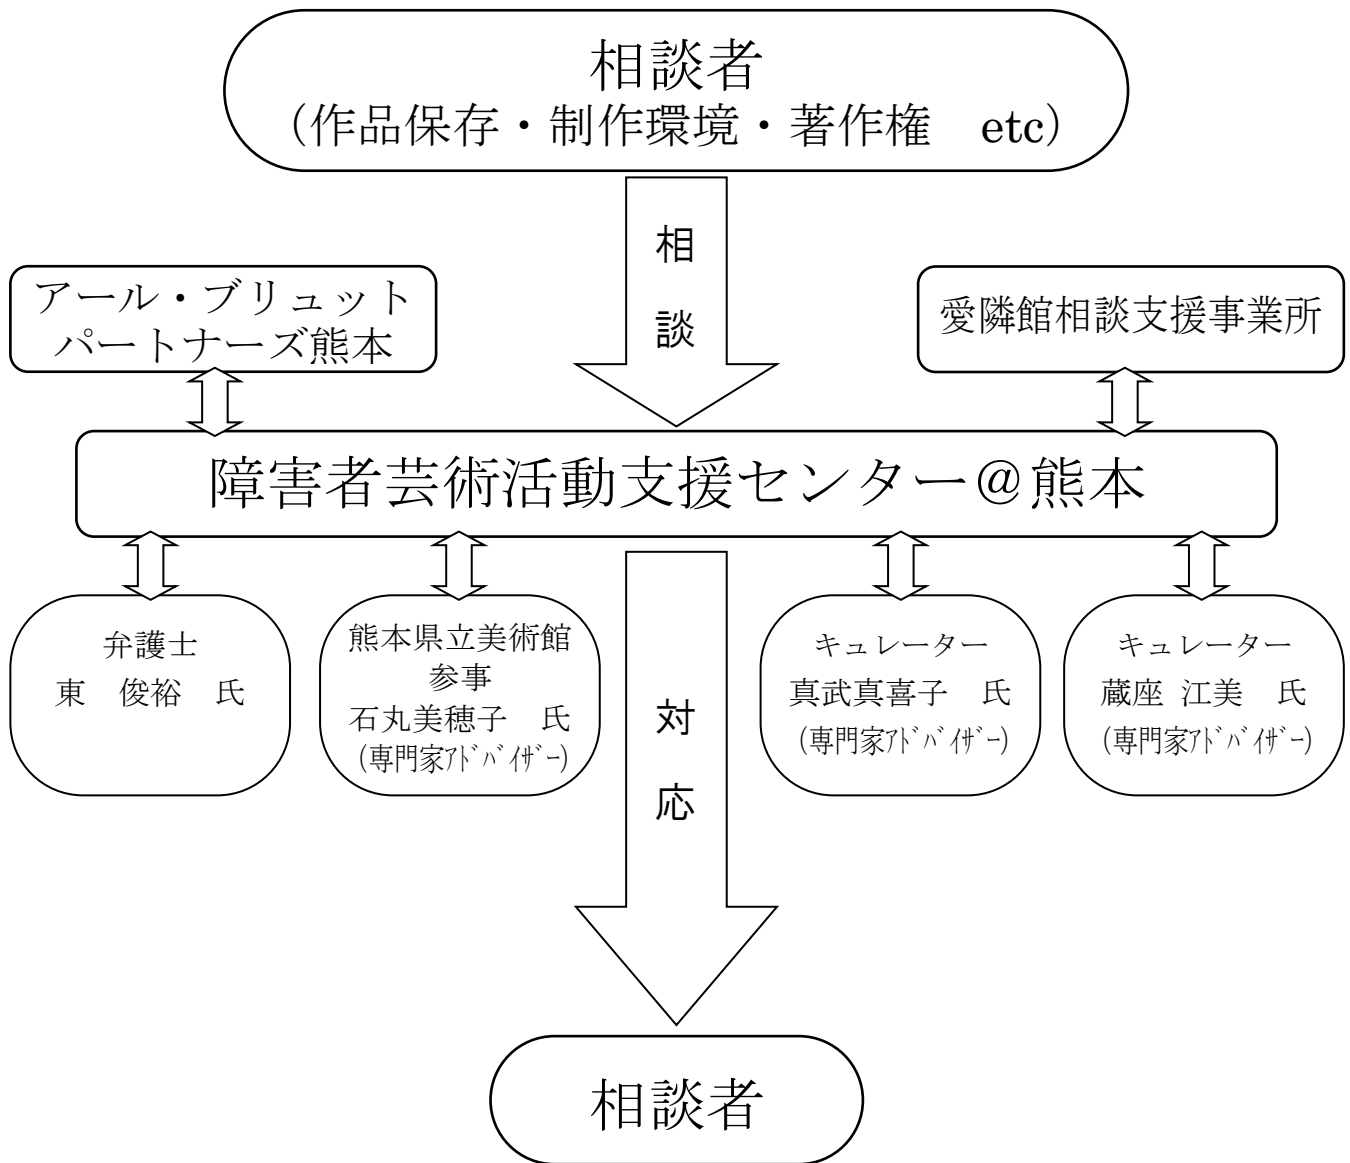 相談者
(作品保存・制作環境・著作権　etc)
相
談
アール・ブリュット
パートナーズ熊本
愛隣館相談支援事業所
障害者芸術活動支援センター@熊本
弁護士
東　俊裕　氏
熊本県立美術館
参事
石丸美穂子　氏
(専門家ｱﾄﾞﾊﾞｲｻﾞｰ)
キュレーター
真武真喜子　氏
(専門家ｱﾄﾞﾊﾞｲｻﾞｰ)
キュレーター
蔵座 江美　氏
(専門家ｱﾄﾞﾊﾞｲｻﾞｰ)
対
応
相談者